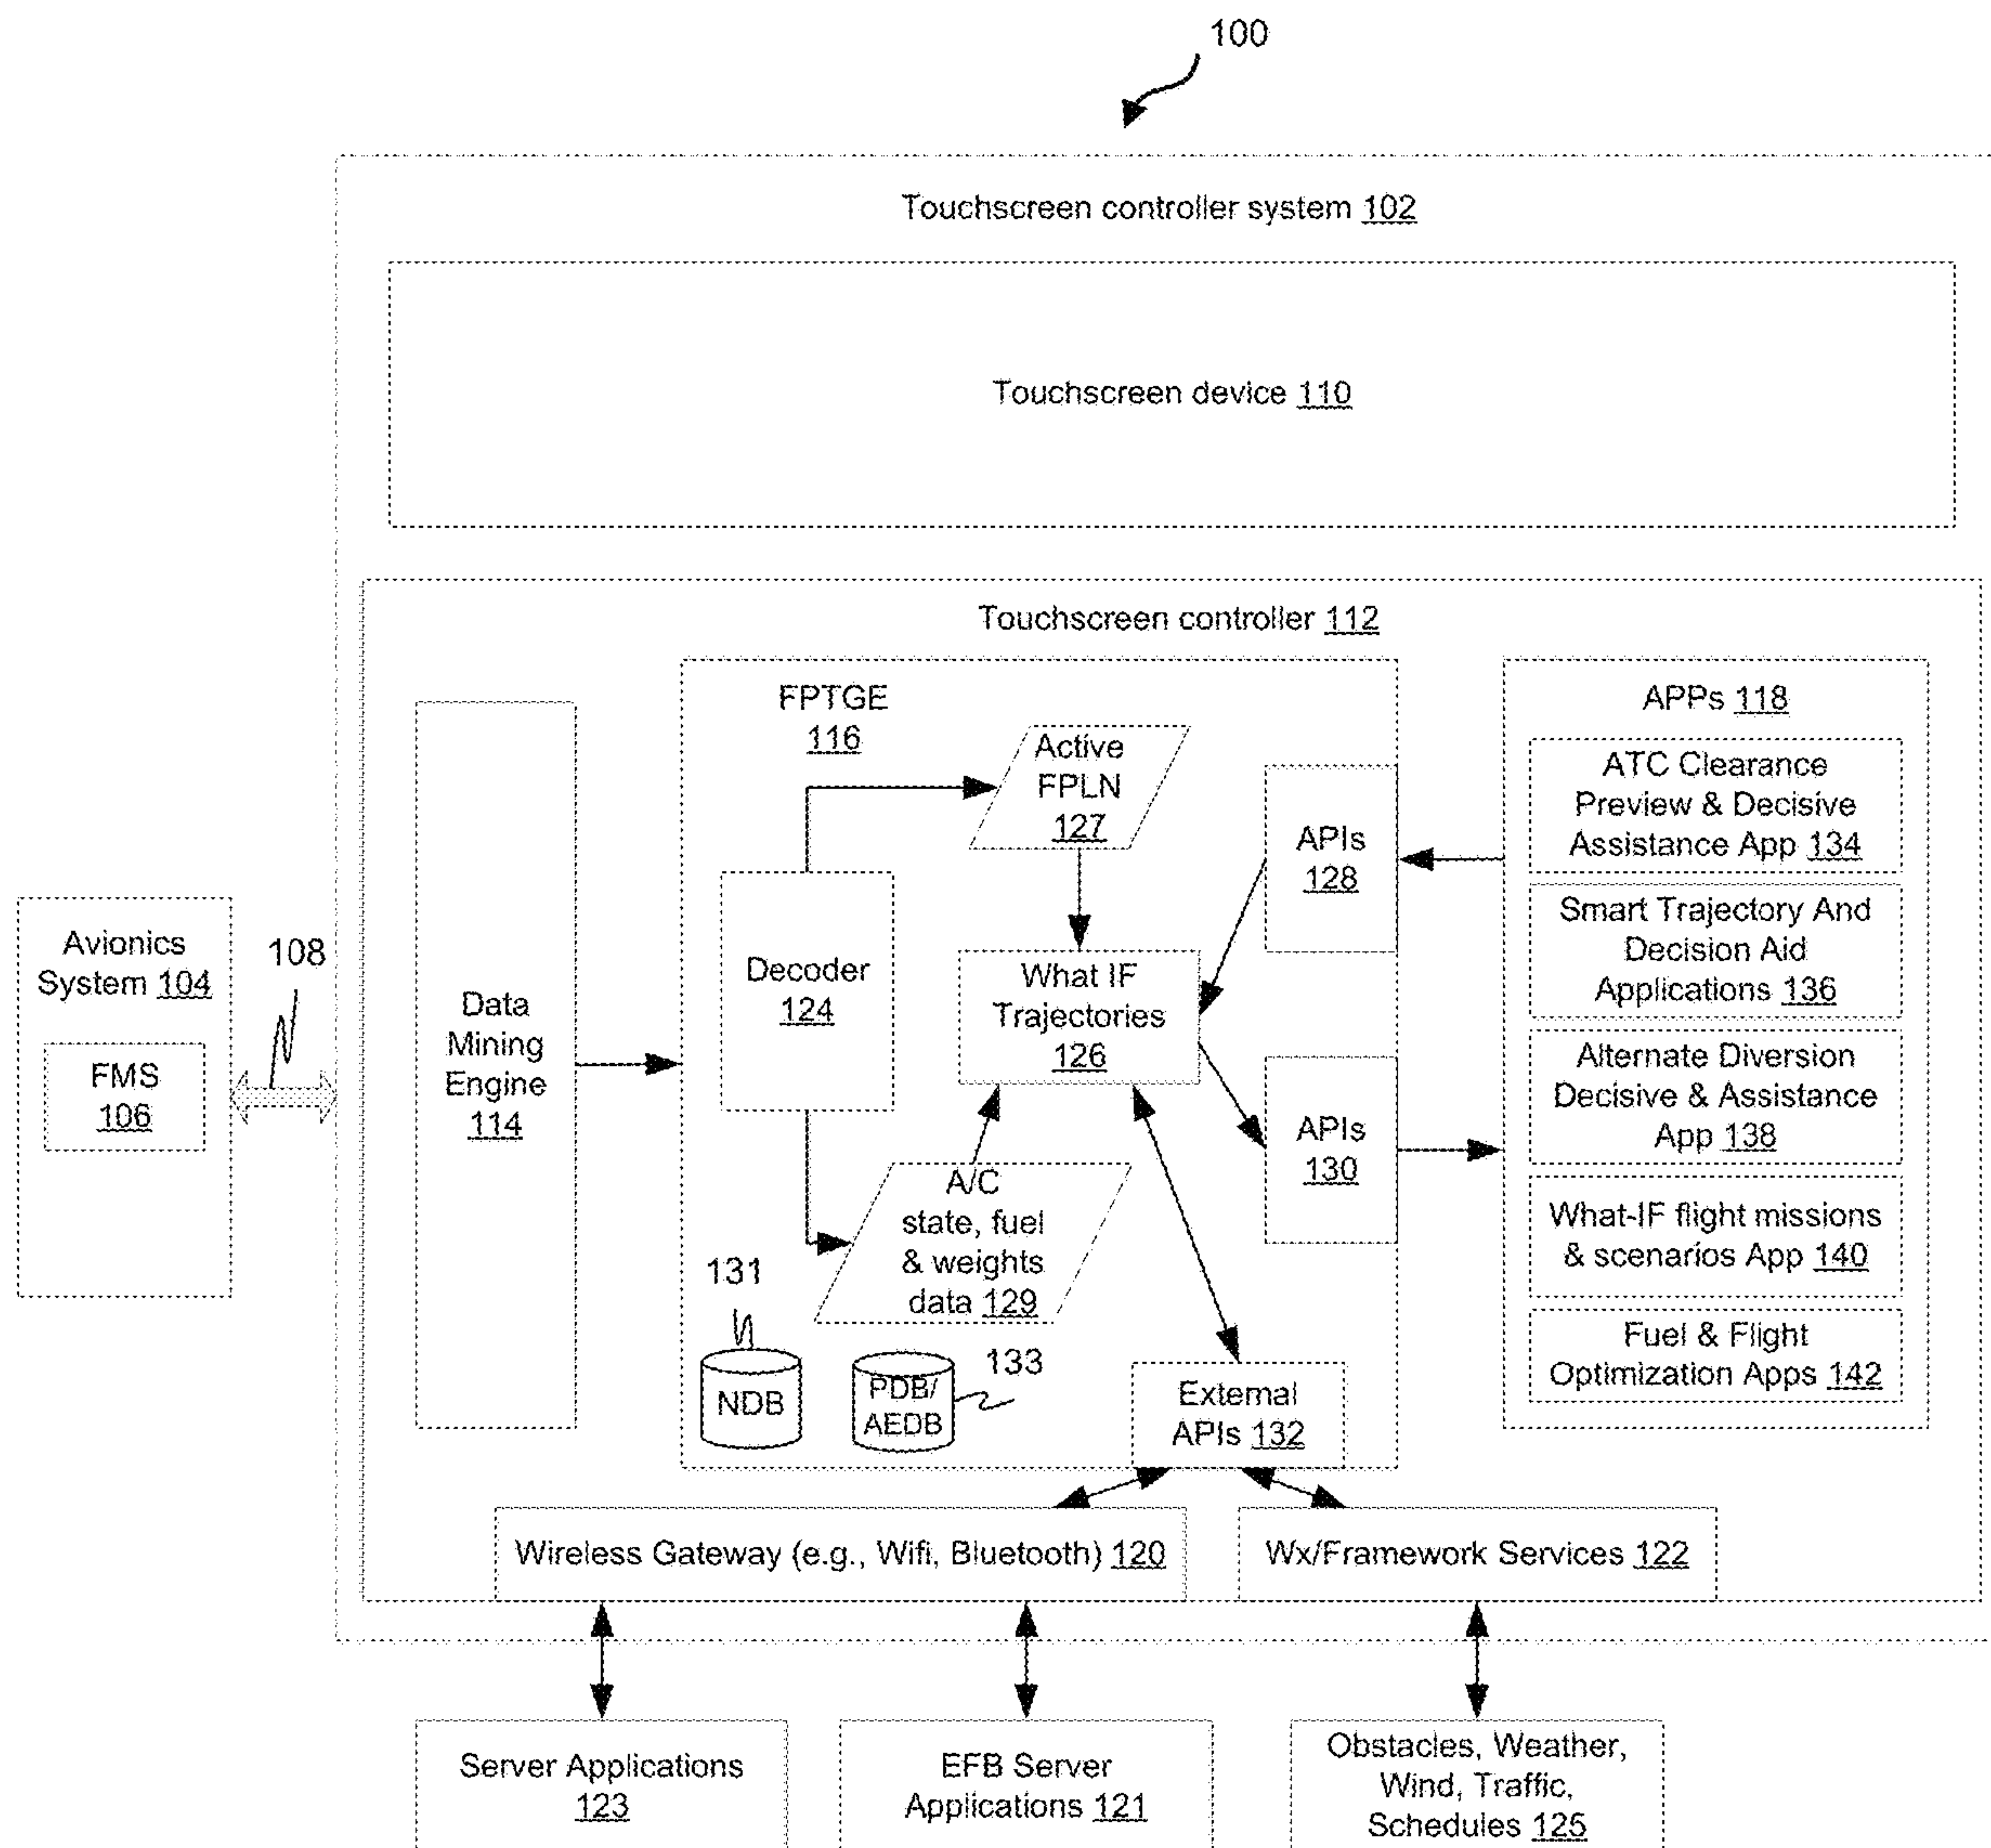 100
Touchscreen controller system 102
Touchscreen device 110
Touchscreen controller 112
Avionics
System 104
FMS
106
108
Data
Mining
Engine
114
FPTGE
116
Decoder
124
Active
FPLN
127
What IF
Trajectories
126
A/C
state, fuel
& weights
data 129
131
NDB
PDB/
AEDB
133
APIs
128
APIs
130
External
APIs 132
APPs 118
ATC Clearance
Preview & Decisive
Assistance App 134
Smart Trajectory And
Decision Aid
Applications 136
Alternate Diversion
Decisive & Assistance
App 138
What-IF flight missions
& scenarios App 140
Fuel & Flight
Optimization Apps 142
Wireless Gateway (e.g., Wifi, Bluetooth) 120
Wx/Framework Services 122
Server Applications
123
EFB Server
Applications 121
Obstacles, Weather,
Wind, Traffic,
Schedules 125